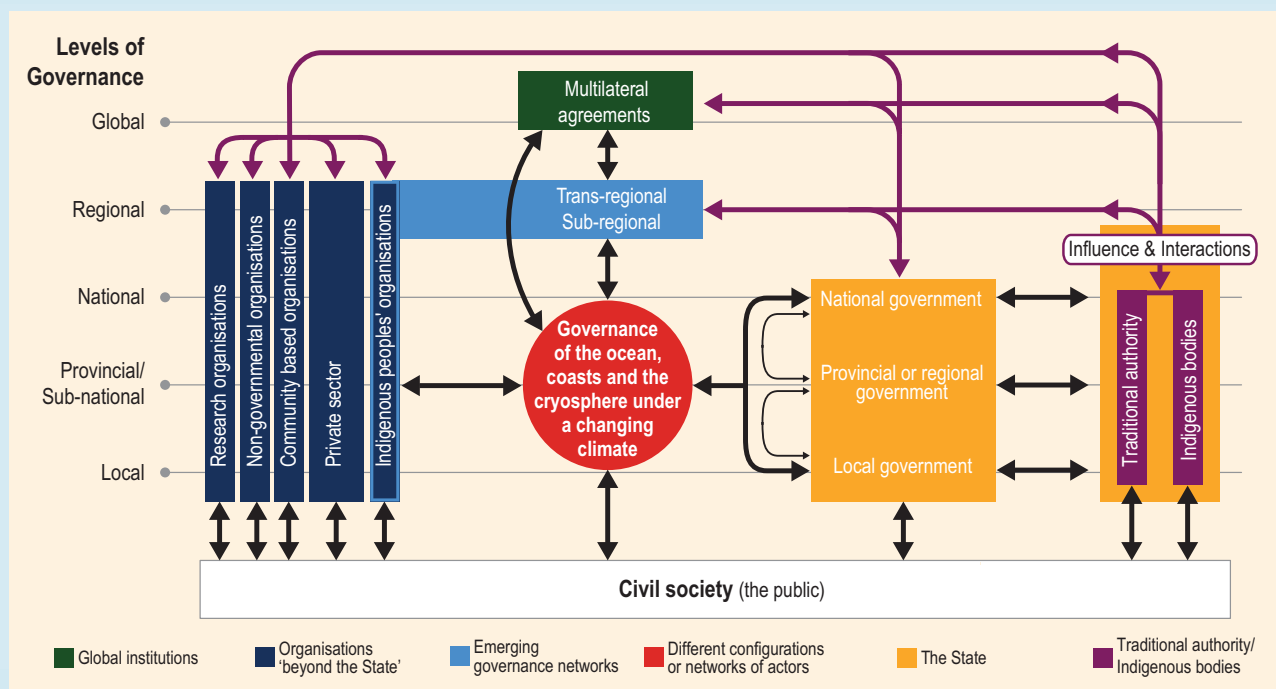 Levels of
Governance
Global
Regional
National
Provincial/
Sub-national
Local
Multilateral
agreements
Trans-regional
Sub-regional
Research organisations
Non-governmental organisations
Community based organisations
Private sector
Indigenous peoples' organisations
Governance
of the ocean,
coasts and the
cryosphere under
a changing
climate
National government
Provincial or regional
government
Local government
Influence & Interactions
Traditional authority
Indigenous bodies
Civil society (the public)
Global institutions
Organisations
‘beyond the State’
Emerging
governance networks
Different configurations
or networks of actors
The State
Traditional authority/
Indigenous bodies